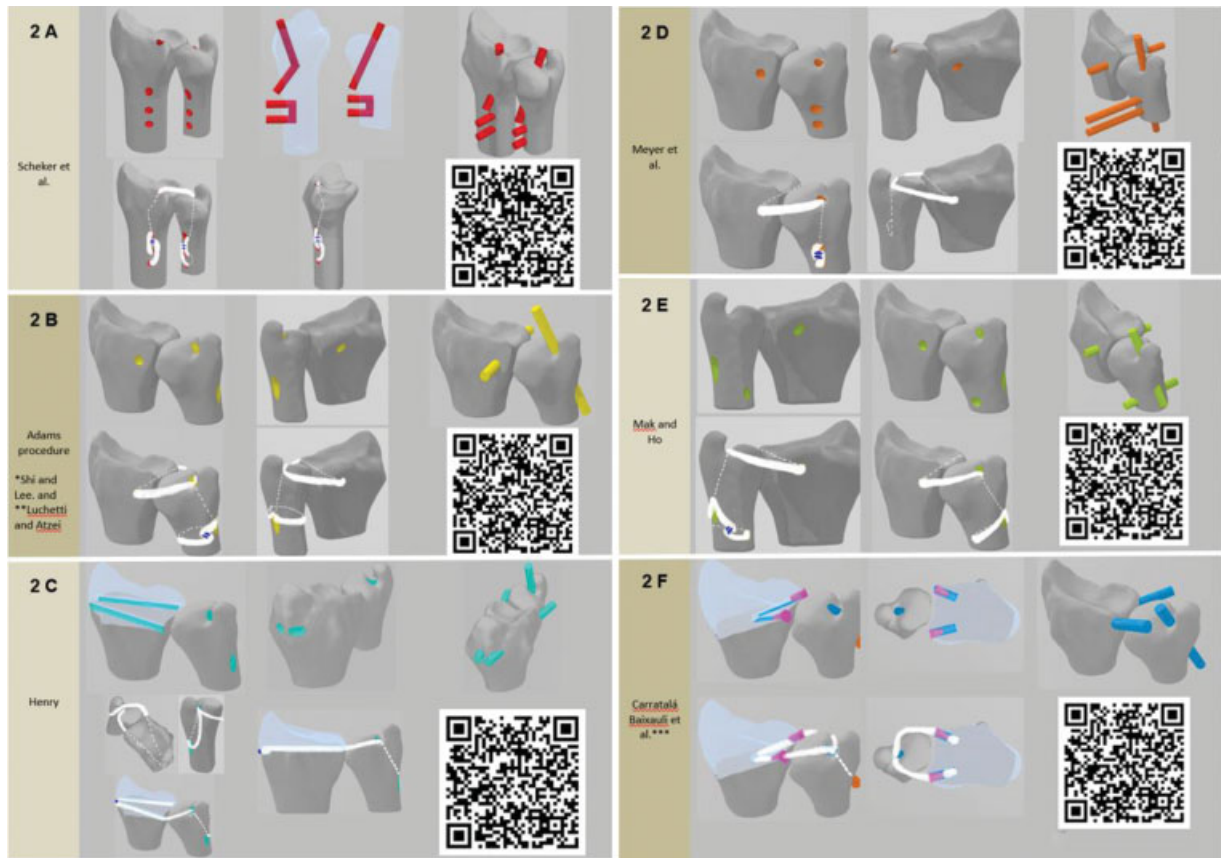 2 A
Scheker et
al.
2 B
Adams
procedure
*Shi and
Lee. and
**Luchetti
and Atzei
2 C
Henry
2 D
Meyer et
al.
2 E
Mak and
Ho
2 F
Carratalá
Baixauli et
al.***